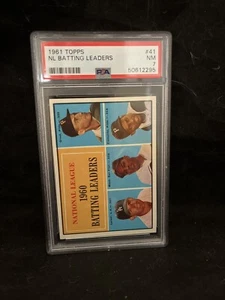 1961 TOPPS
#41
NL BATTING LEADERS
NM
PSA
7
50612295
NATIONAL LEAGUE
1960
BATTING LEADERS